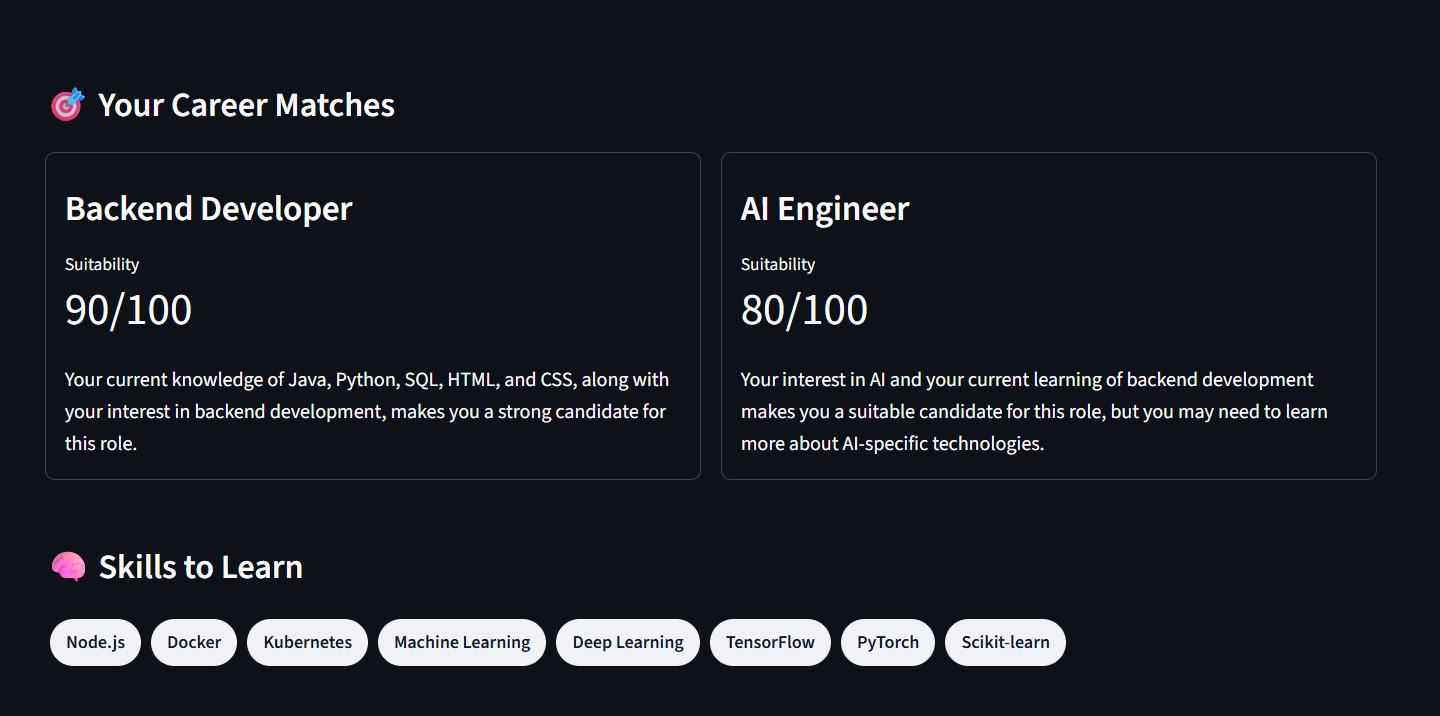 🎯 Your Career Matches
Backend Developer
Suitability
90/100
Your current knowledge of Java, Python, SQL, HTML, and CSS, along with
your interest in backend development, makes you a strong candidate for
this role.
AI Engineer
Suitability
80/100
Your interest in AI and your current learning of backend development
makes you a suitable candidate for this role, but you may need to learn
more about AI-specific technologies.
🧠 Skills to Learn
Node.js Docker Kubernetes Machine Learning Deep Learning TensorFlow PyTorch Scikit-learn